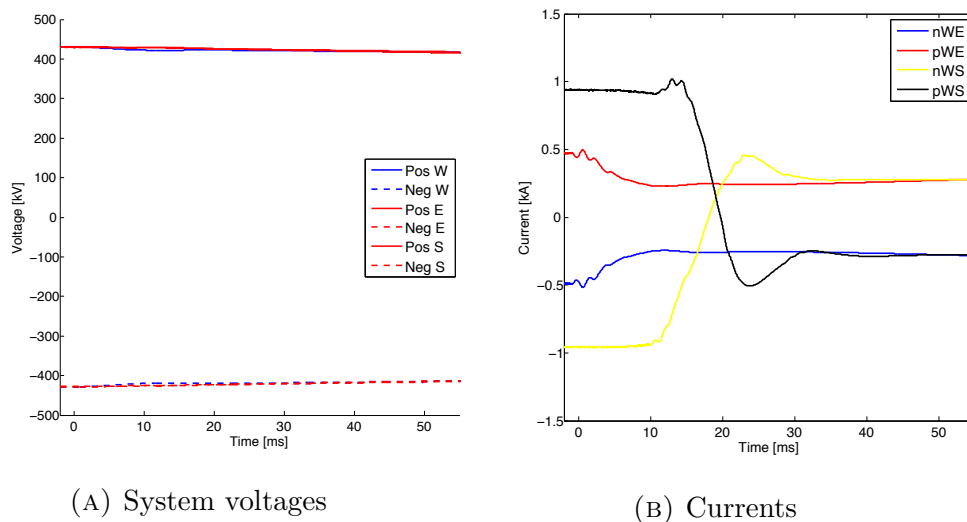 500
400
300
200
100
0
−100
−200
−300
−400
−500
Voltage [kV]
0 10 20 30 40 50
Time [ms]
Pos W
Neg W
Pos E
Neg E
Pos S
Neg S
(A) System voltages
1.5
1
0.5
0
−0.5
−1
−1.5
Current [kA]
0 10 20 30 40 50
Time [ms]
nWE
pWE
nWS
pWS
(B) Currents